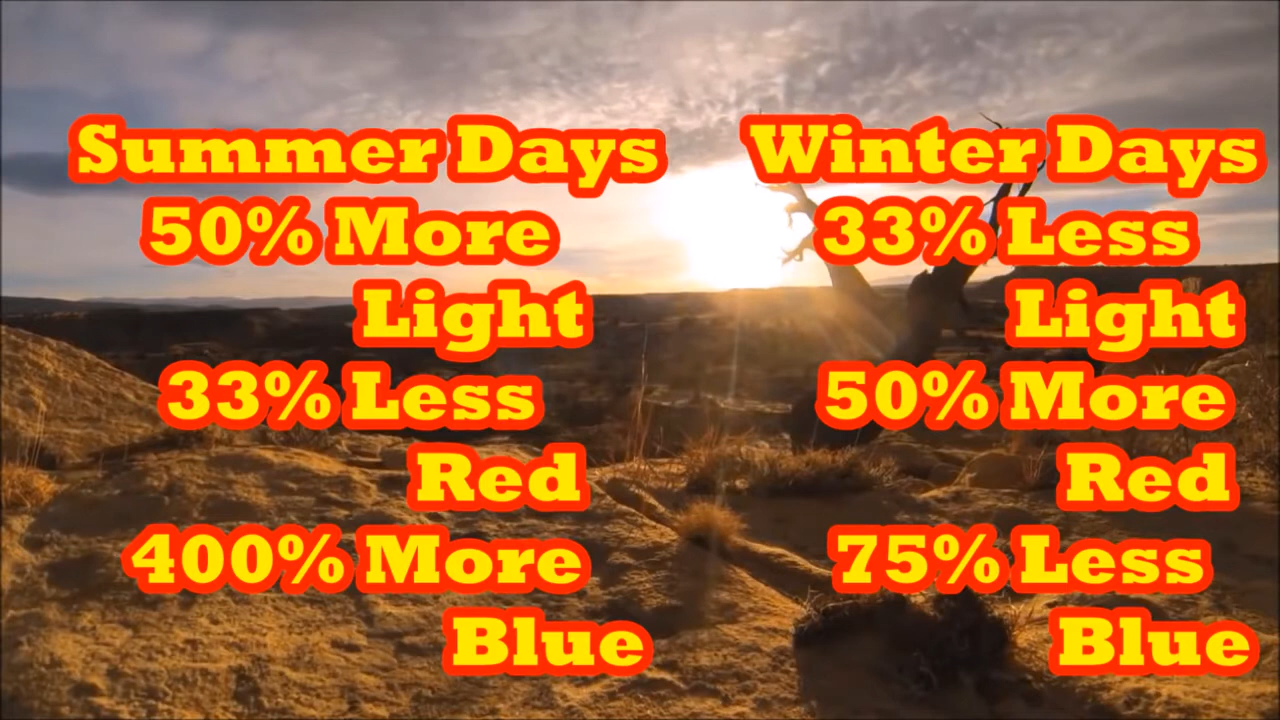 Summer Days
50% More
Light
33% Less
Red
400% More
Blue
Winter Days
33% Less
Light
50% More
Red
75% Less
Blue